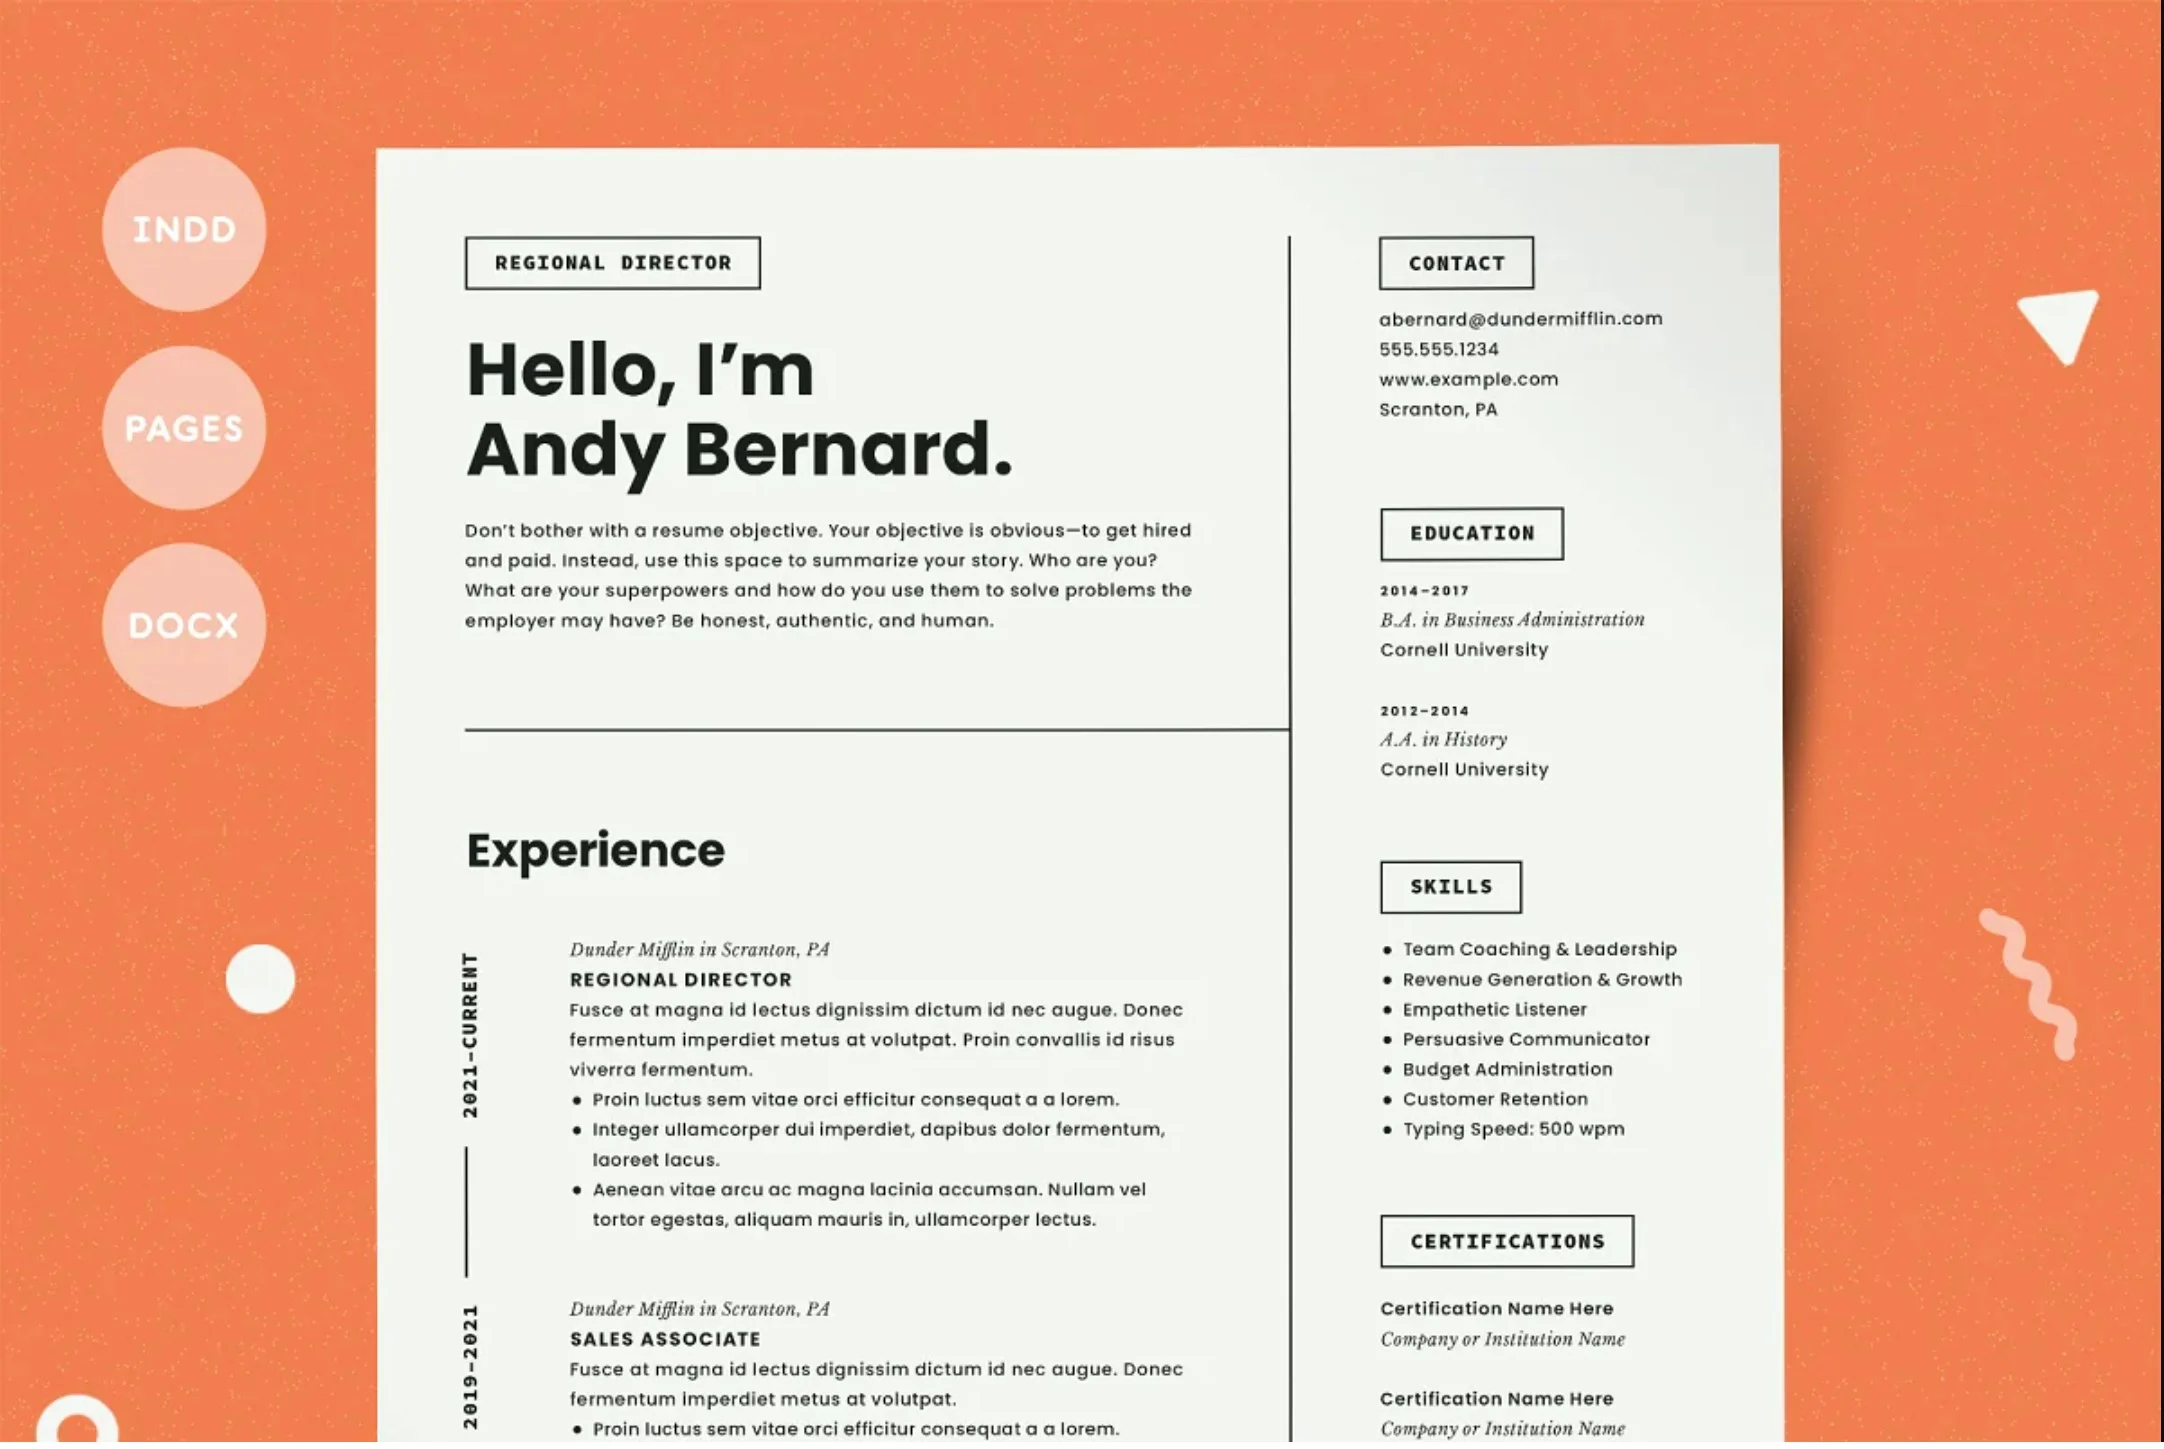 INDD
PAGES
DOCX
REGIONAL DIRECTOR
Hello, I’m
Andy Bernard.
Don’t bother with a resume objective. Your objective is obvious—to get hired
and paid. Instead, use this space to summarize your story. Who are you?
What are your superpowers and how do you use them to solve problems the
employer may have? Be honest, authentic, and human.
Experience
2021–CURRENT
Dunder Mifflin in Scranton, PA
REGIONAL DIRECTOR
Fusce at magna id lectus dignissim dictum id nec augue. Donec
fermentum imperdiet metus at volutpat. Proin convallis id risus
viverra fermentum.
• Proin luctus sem vitae orci efficitur consequat a a lorem.
• Integer ullamcorper dui imperdiet, dapibus dolor fermentum,
laoreet lacus.
• Aenean vitae arcu ac magna lacinia accumsan. Nullam vel
tortor egestas, aliquam mauris in, ullamcorper lectus.
2019–2021
Dunder Mifflin in Scranton, PA
SALES ASSOCIATE
Fusce at magna id lectus dignissim dictum id nec augue. Donec
fermentum imperdiet metus at volutpat.
• Proin luctus sem vitae orci efficitur consequat a a lorem.
CONTACT
abernard@dundermifflin.com
555.555.1234
www.example.com
Scranton, PA
EDUCATION
2014–2017
B.A. in Business Administration
Cornell University
2012–2014
A.A. in History
Cornell University
SKILLS
• Team Coaching & Leadership
• Revenue Generation & Growth
• Empathetic Listener
• Persuasive Communicator
• Budget Administration
• Customer Retention
• Typing Speed: 500 wpm
CERTIFICATIONS
Certification Name Here
Company or Institution Name
Certification Name Here
Company or Institution Name